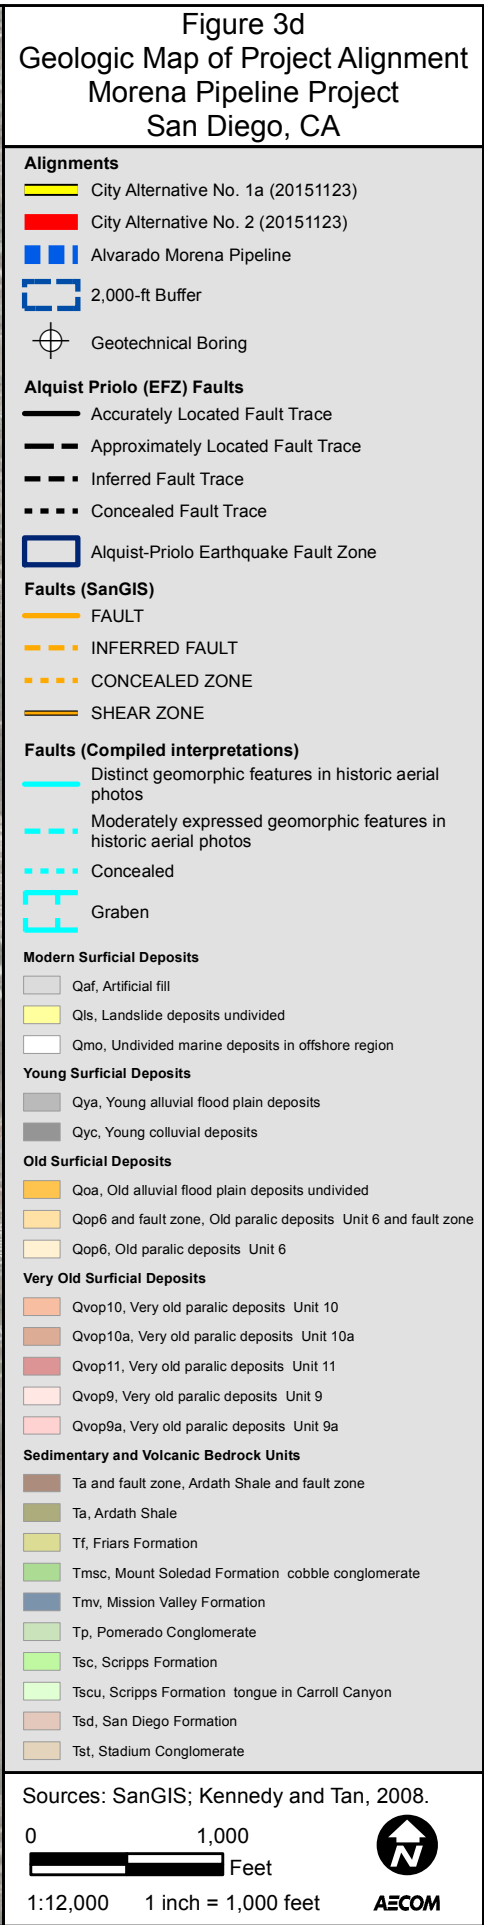 Figure 3d
Geologic Map of Project Alignment
Morena Pipeline Project
San Diego, CA
Alignments
City Alternative No. 1a (20151123)
City Alternative No. 2 (20151123)
Alvarado Morena Pipeline
2,000-ft Buffer
Geotechnical Boring
Alquist Priolo (EFZ) Faults
Accurately Located Fault Trace
Approximately Located Fault Trace
Inferred Fault Trace
Concealed Fault Trace
Alquist-Priolo Earthquake Fault Zone
Faults (SanGIS)
FAULT
INFERRED FAULT
CONCEALED ZONE
SHEAR ZONE
Faults (Compiled interpretations)
Distinct geomorphic features in historic aerial
photos
Moderately expressed geomorphic features in
historic aerial photos
Concealed
Graben
Modern Surficial Deposits
Qaf, Artificial fill
Qls, Landslide deposits undivided
Qmo, Undivided marine deposits in offshore region
Young Surficial Deposits
Qya, Young alluvial flood plain deposits
Qyc, Young colluvial deposits
Old Surficial Deposits
Qoa, Old alluvial flood plain deposits undivided
Qop6 and fault zone, Old paralic deposits Unit 6 and fault zone
Qop6, Old paralic deposits Unit 6
Very Old Surficial Deposits
Qvop10, Very old paralic deposits Unit 10
Qvop10a, Very old paralic deposits Unit 10a
Qvop11, Very old paralic deposits Unit 11
Qvop9, Very old paralic deposits Unit 9
Qvop9a, Very old paralic deposits Unit 9a
Sedimentary and Volcanic Bedrock Units
Ta and fault zone, Ardath Shale and fault zone
Ta, Ardath Shale
Tf, Friars Formation
Tmsc, Mount Soledad Formation cobble conglomerate
Tmv, Mission Valley Formation
Tp, Pomerado Conglomerate
Tsc, Scripps Formation
Tscu, Scripps Formation tongue in Carroll Canyon
Tsd, San Diego Formation
Tst, Stadium Conglomerate
Sources: SanGIS; Kennedy and Tan, 2008.
0 1,000
Feet
N
1:12,000 1 inch = 1,000 feet
AECOM